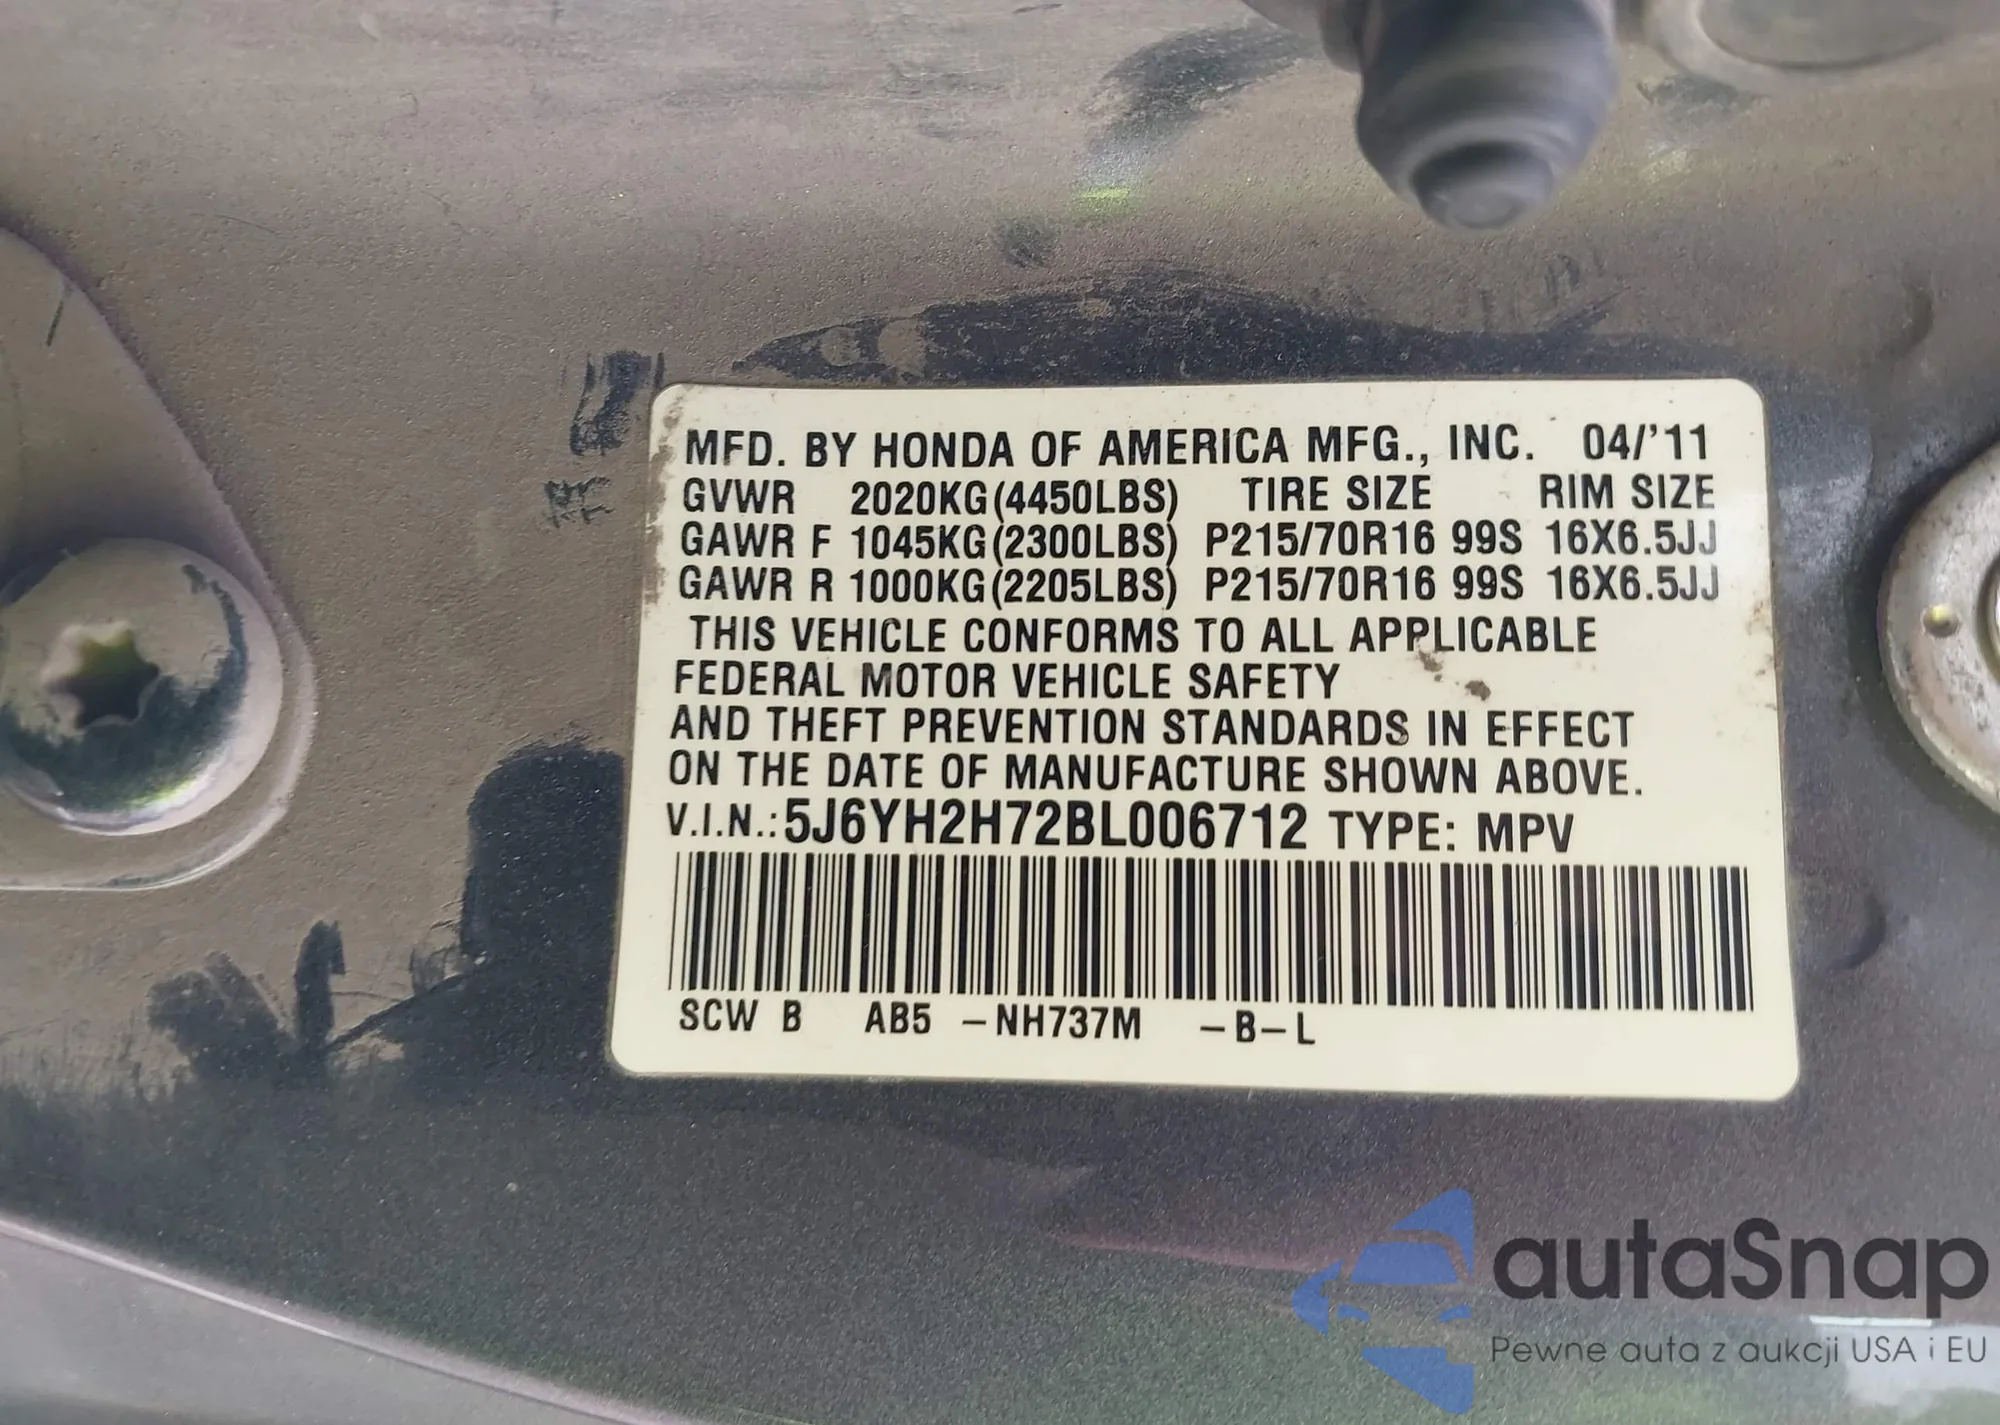 MFD. BY HONDA OF AMERICA MFG., INC. 04/'11
GVWR 2020KG(4450LBS) TIRE SIZE RIM SIZE
GAWR F 1045KG(2300LBS) P215/70R16 99S 16X6.5JJ
GAWR R 1000KG(2205LBS) P215/70R16 99S 16X6.5JJ
THIS VEHICLE CONFORMS TO ALL APPLICABLE
FEDERAL MOTOR VEHICLE SAFETY
AND THEFT PREVENTION STANDARDS IN EFFECT
ON THE DATE OF MANUFACTURE SHOWN ABOVE.
V.I.N.:5J6YH2H72BL006712 TYPE: MPV
SCW B AB5 -NH737M -B-L
autaSnap
Pewne auta z aukcji USA i EU